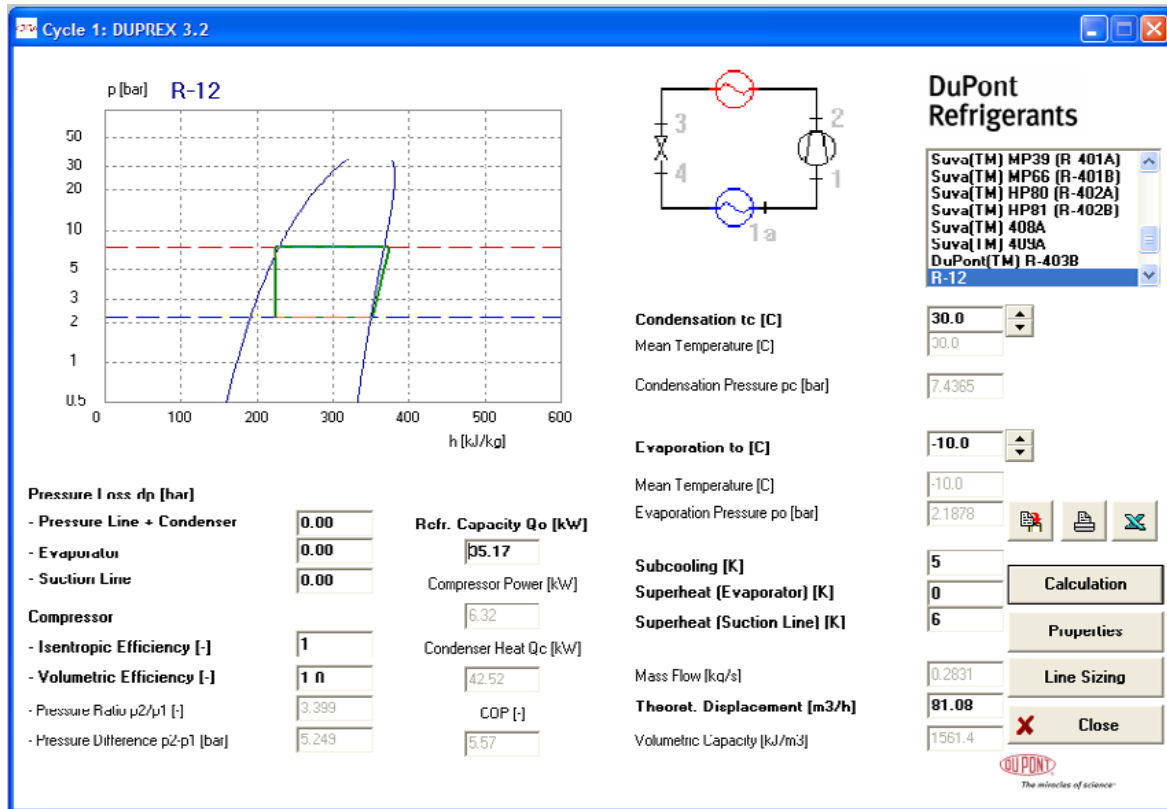 Cycle 1: DUPREX 3.2
p [bar] R-12
50
30
20
10
5
3
2
1
0.5
0 100 200 300 400 500 600
h [kJ/kg]
3
2
4
1
1a
DuPont
Refrigerants
Suva(TM) MP39 (R-401A)
Suva(TM) MP66 (R-401B)
Suva(TM) HP80 (R-402A)
Suva(TM) HP81 (R-402B)
Suva(TM) 408A
Suva(TM) 409A
DuPont(TM) R-403B
R-12
Condensation tc [C] 30.0
Mean Temperature [C] 30.0
Condensation Pressure pc [bar] 7.4365
Evaporation to [C] -10.0
Mean Temperature [C] -10.0
Evaporation Pressure po [bar] 2.1878
Subcooling [K] 5
Superheat (Evaporator) [K] 0
Superheat (Suction Line) [K] 6
Mass Flow [kg/s] 0.2831
Theoret. Displacement [m3/h] 81.08
Volumetric Capacity [kJ/m3] 1561.4
Pressure Loss dp [bar]
- Pressure Line + Condenser 0.00
- Evaporator 0.00
- Suction Line 0.00
Compressor
- Isentropic Efficiency [-] 1
- Volumetric Efficiency [-] 1.0
- Pressure Ratio p2/p1 [-] 3.399
- Pressure Difference p2-p1 [bar] 5.249
Refr. Capacity Qo [kW]
35.17
Compressor Power [kW]
6.32
Condenser Heat Qc [kW]
42.52
COP [-]
5.57
Calculation
Properties
Line Sizing
Close
DUPONT
The miracles of science™